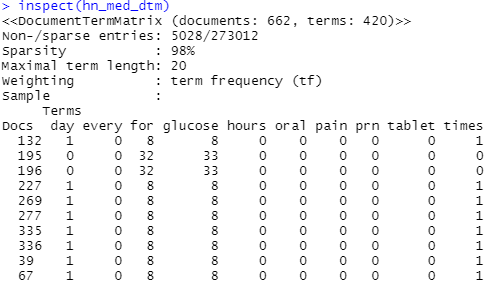 > inspect(hn_med_dtm)
<<DocumentTermMatrix (documents: 662, terms: 420)>>
Non-/sparse entries: 5028/273012
Sparsity           : 98%
Maximal term length: 20
Weighting          : term frequency (tf)
Sample             :
     Terms
Docs  day every for glucose hours oral pain prn tablet times
  132   1     0   8       8     0    0    0   0      0     1
  195   0     0  32      33     0    0    0   0      0     0
  196   0     0  32      33     0    0    0   0      0     0
  227   1     0   8       8     0    0    0   0      0     1
  269   1     0   8       8     0    0    0   0      0     1
  277   1     0   8       8     0    0    0   0      0     1
  335   1     0   8       8     0    0    0   0      0     1
  336   1     0   8       8     0    0    0   0      0     1
  39    1     0   8       8     0    0    0   0      0     1
  67    1     0   8       8     0    0    0   0      0     1